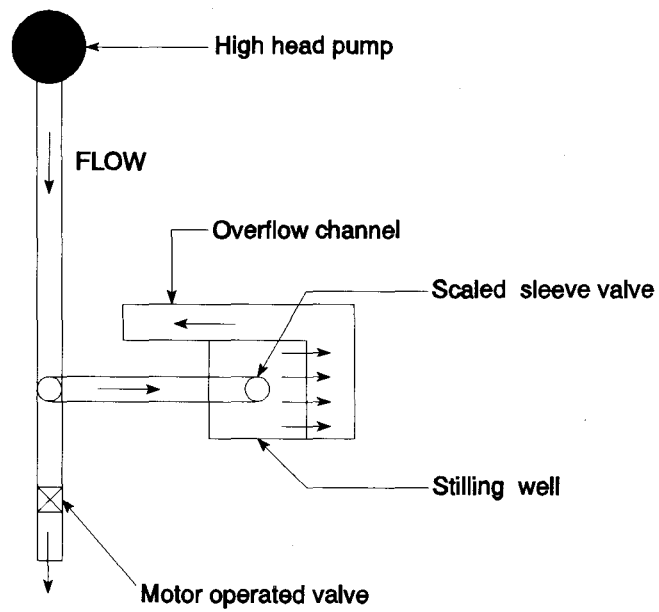 High head pump
FLOW
Overflow channel
Scaled sleeve valve
Stilling well
Motor operated valve